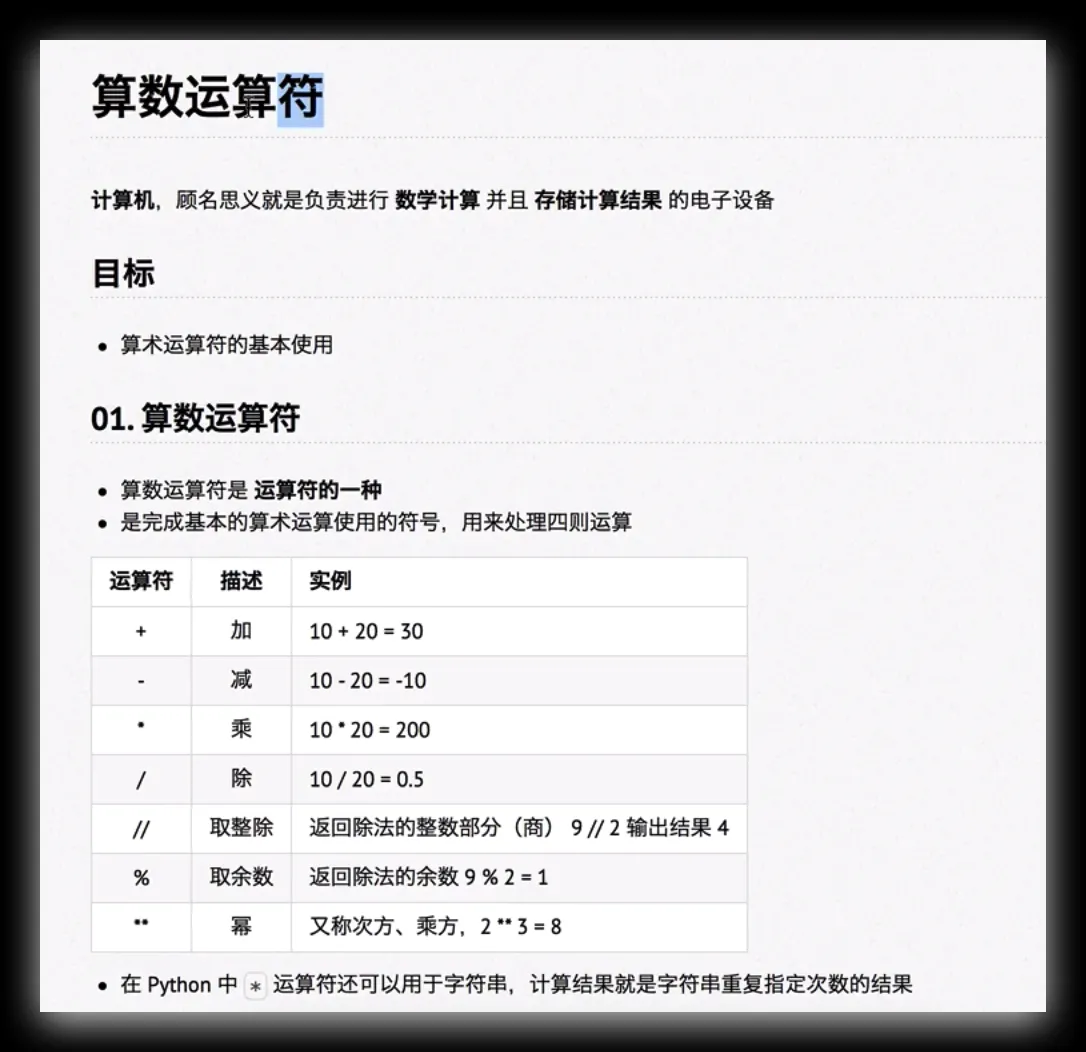 算数运算符
计算机，顾名思义就是负责进行 数学计算 并且 存储计算结果 的电子设备
目标
• 算术运算符的基本使用
01. 算数运算符
• 算数运算符是 运算符的一种
• 是完成基本的算术运算使用的符号，用来处理四则运算
运算符 描述 实例
+ 加 10 + 20 = 30
- 减 10 - 20 = -10
* 乘 10 * 20 = 200
/ 除 10 / 20 = 0.5
// 取整除 返回除法的整数部分（商） 9 // 2 输出结果 4
% 取余数 返回除法的余数 9 % 2 = 1
** 幂 又称次方、乘方，2 ** 3 = 8
• 在 Python 中 * 运算符还可以用于字符串，计算结果就是字符串重复指定次数的结果